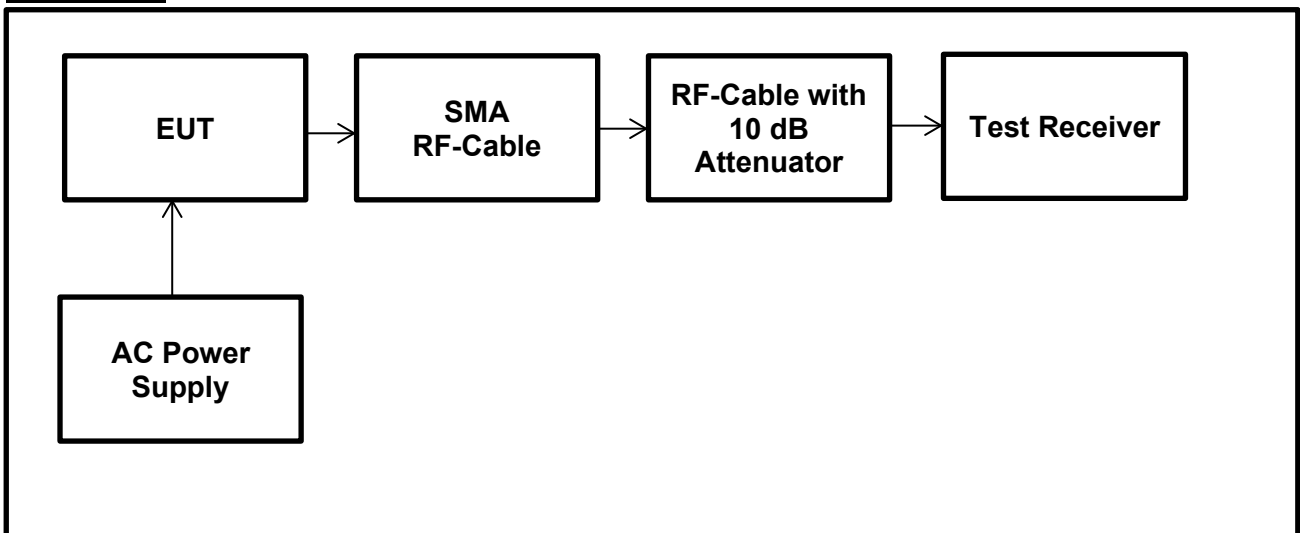 EUT
SMA
RF-Cable
RF-Cable with
10 dB
Attenuator
Test Receiver
AC Power
Supply